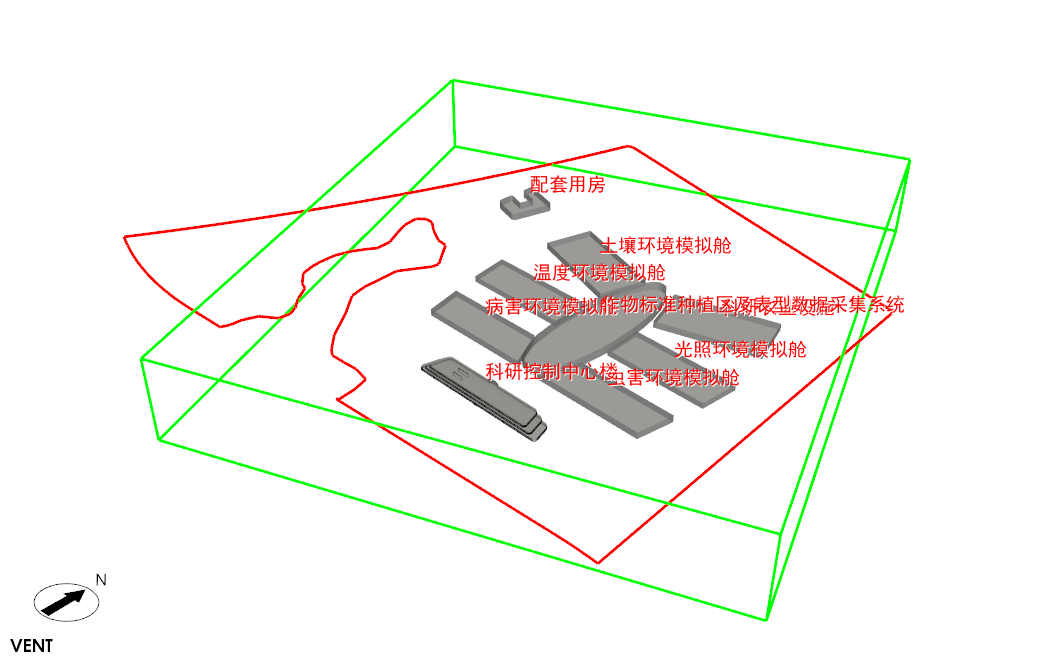 配套用房
土壤环境模拟舱
温度环境模拟舱
病害环境模拟舱
作物标准种植区及表型数据采集系统
光照环境模拟舱
科研控制中心楼
虫害环境模拟舱
N
VENT